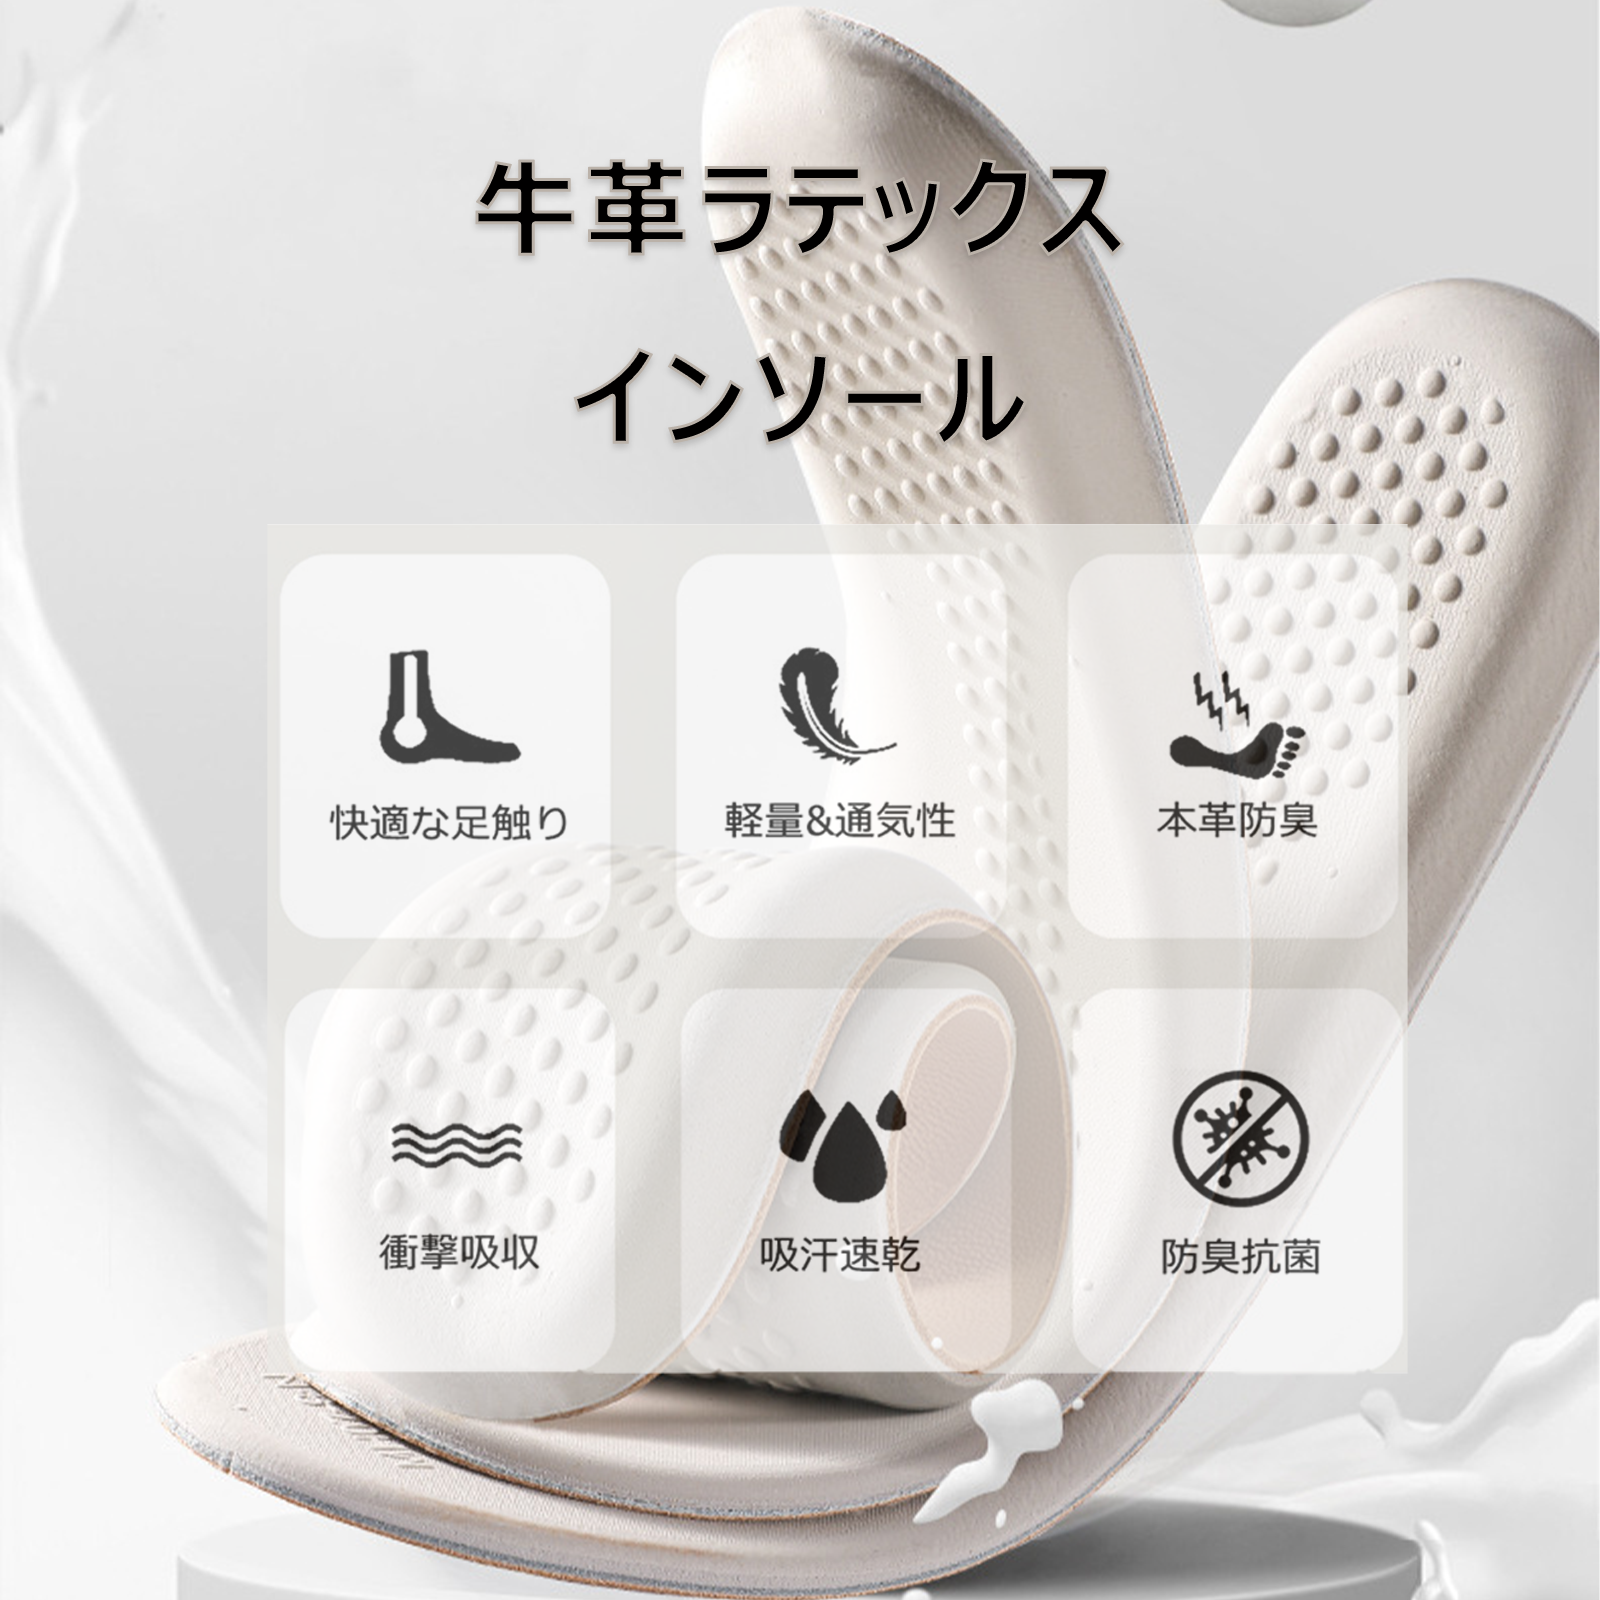 牛革ラテックス
インソール
快適な足触り
軽量&通気性
本革防臭
衝撃吸収
吸汗速乾
防臭抗菌